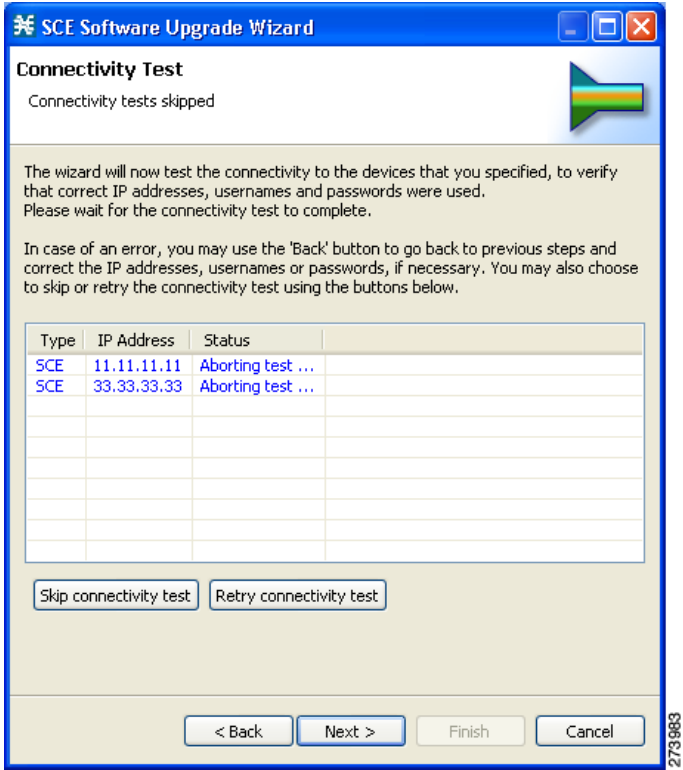 SCE Software Upgrade Wizard
Connectivity Test
Connectivity tests skipped
The wizard will now test the connectivity to the devices that you specified, to verify
that correct IP addresses, usernames and passwords were used.
Please wait for the connectivity test to complete.
In case of an error, you may use the 'Back' button to go back to previous steps and
correct the IP addresses, usernames or passwords, if necessary. You may also choose
to skip or retry the connectivity test using the buttons below.
Type IP Address Status
SCE 11.11.11.11 Aborting test ...
SCE 33.33.33.33 Aborting test ...
Skip connectivity test Retry connectivity test
< Back Next > Finish Cancel
273983